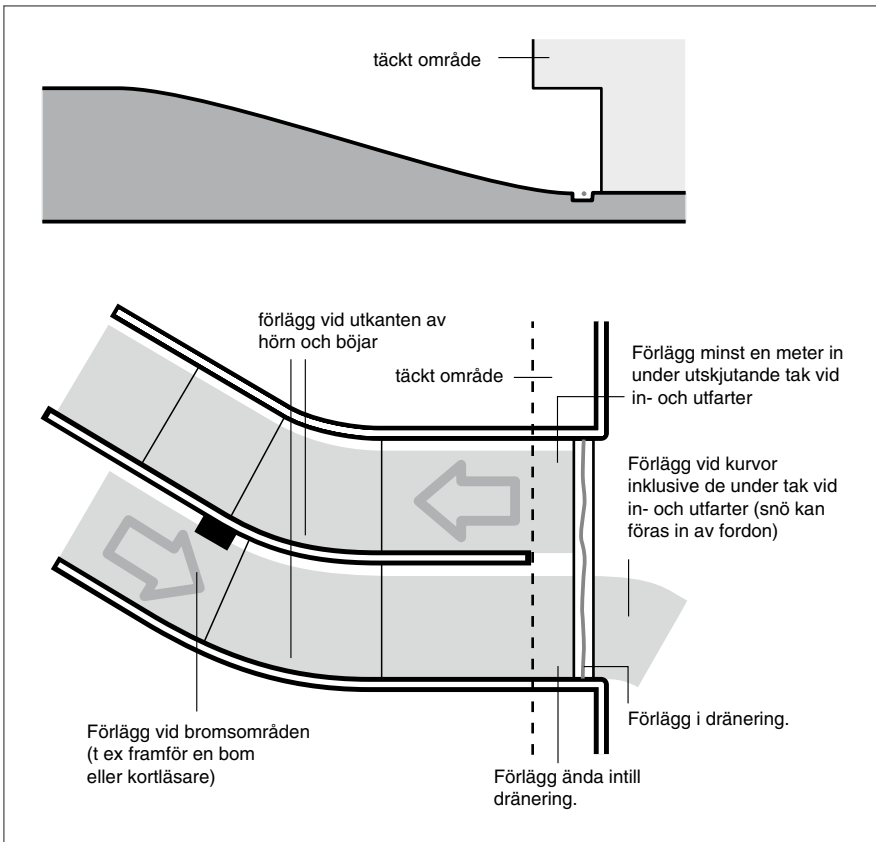 täckt område
förlägg vid utkanten av
hörn och böjar
täckt område
Förlägg minst en meter in
under utskjutande tak vid
in- och utfarter
Förlägg vid kurvor
inklusive de under tak vid
in- och utfarter (snö kan
föras in av fordon)
Förlägg i dränering.
Förlägg vid bromsområden
(t ex framför en bom
eller kortläsare)
Förlägg ända intill
dränering.